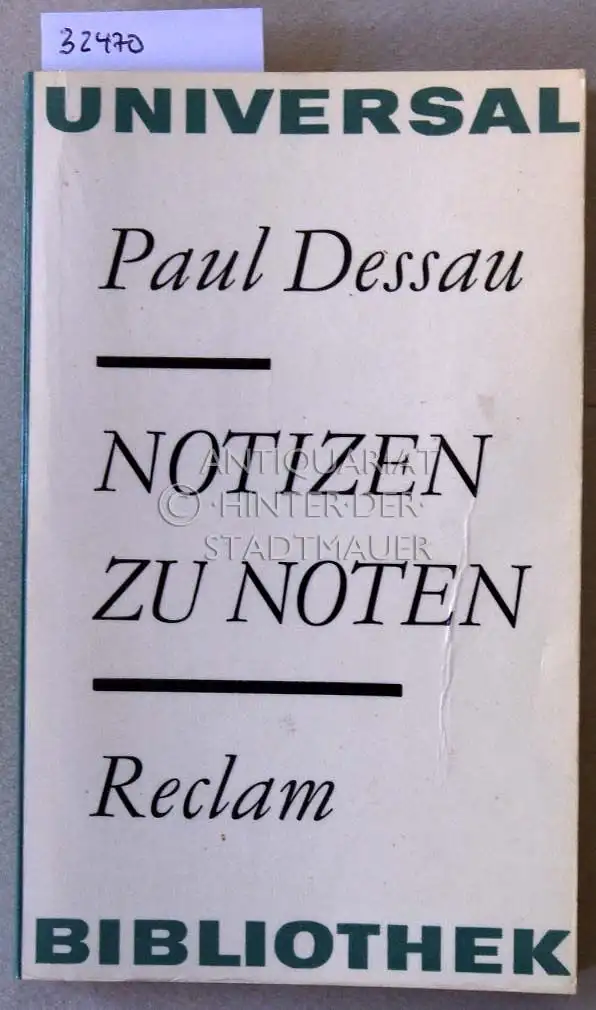 32470
UNIVERSAL
Paul Dessau
NOTIZEN
ZU NOTEN
ANTIQUARIAT
© ·HINTER·DER·
STADTMAUER
Reclam
BIBLIOTHEK